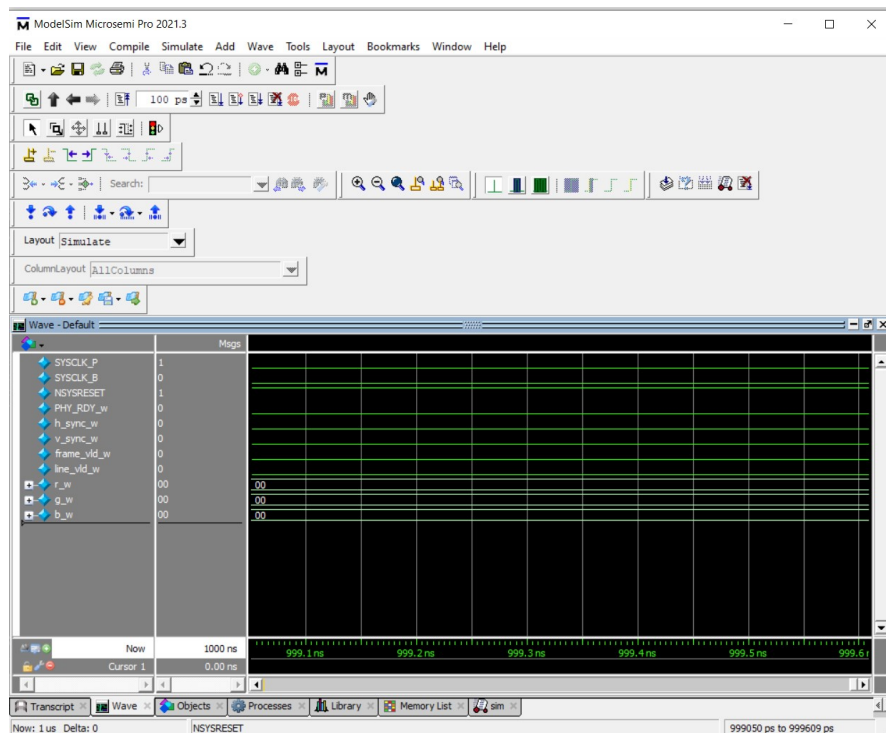 ModelSim Microsemi Pro 2021.3
File Edit View Compile Simulate Add Wave Tools Layout Bookmarks Window Help
100 ps
Search:
Layout Simulate
ColumnLayout AllColumns
Wave - Default
Msgs
SYSCLK_P 1
SYSCLK_B 0
NSYSRESET 1
PHY_RDY_w 0
h_sync_w 0
v_sync_w 0
frame_vld_w 0
line_vld_w 0
r_w 00 00
g_w 00 00
b_w 00 00
Now 1000 ns 999.1 ns 999.2 ns 999.3 ns 999.4 ns 999.5 ns 999.6 r
Cursor 1 0.00 ns
Transcript Wave Objects Processes Library Memory List sim
Now: 1 us Delta: 0 NSYSRESET 999050 ps to 999609 ps